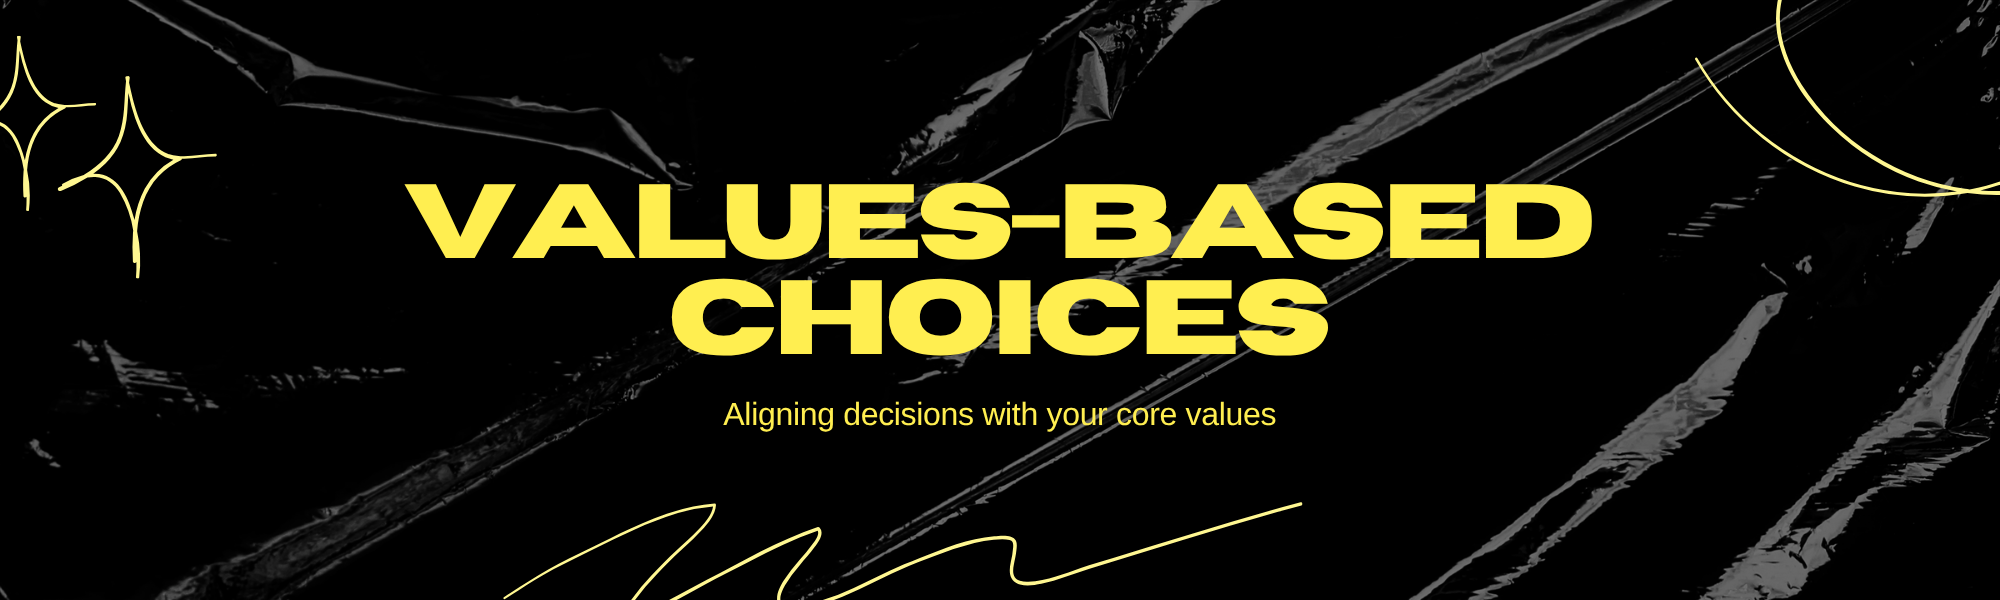 VALUES-BASED
CHOICES
Aligning decisions with your core values